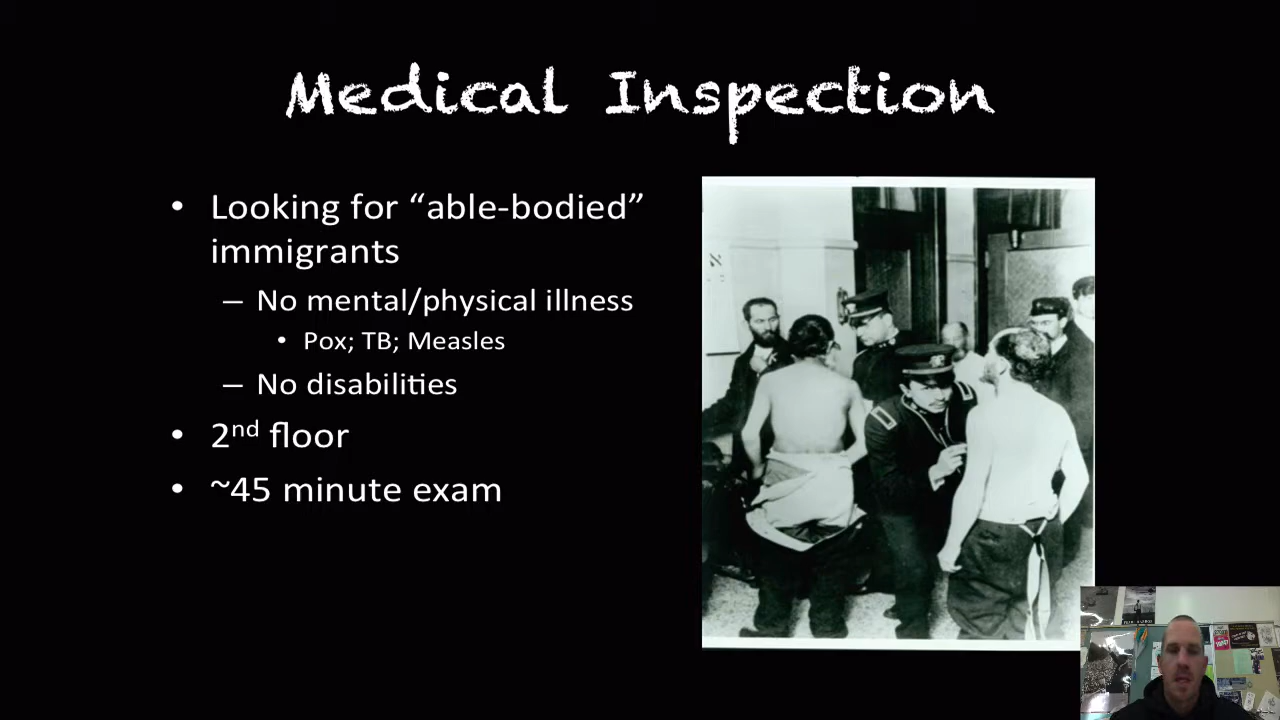 Medical Inspection
• Looking for “able-bodied”
immigrants
– No mental/physical illness
• Pox; TB; Measles
– No disabilities
• 2nd floor
• ~45 minute exam
א